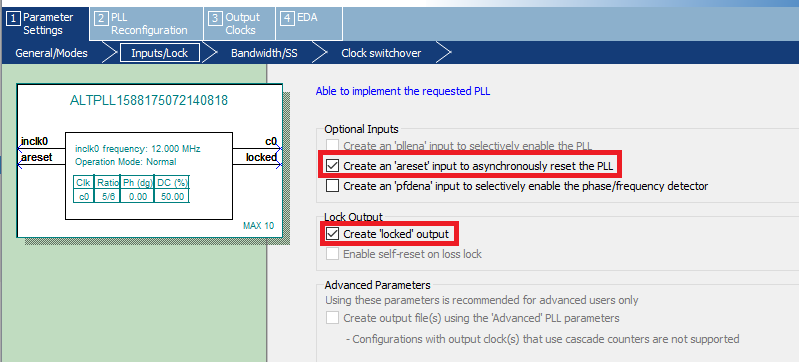 1 Parameter Settings
2 PLL Reconfiguration
3 Output Clocks
4 EDA
General/Modes
Inputs/Lock
Bandwidth/SS
Clock switchover
ALTPLL1588175072140818
inclk0
areset
c0
locked
inclk0 frequency: 12.000 MHz
Operation Mode: Normal
Clk Ratio Ph (dg) DC (%)
c0 5/6 0.00 50.00
MAX 10
Able to implement the requested PLL
Optional Inputs
Create an 'pllena' input to selectively enable the PLL
Create an 'areset' input to asynchronously reset the PLL
Create an 'pfdena' input to selectively enable the phase/frequency detector
Lock Output
Create 'locked' output
Enable self-reset on loss lock
Advanced Parameters
Using these parameters is recommended for advanced users only
Create output file(s) using the 'Advanced' PLL parameters
- Configurations with output clock(s) that use cascade counters are not supported